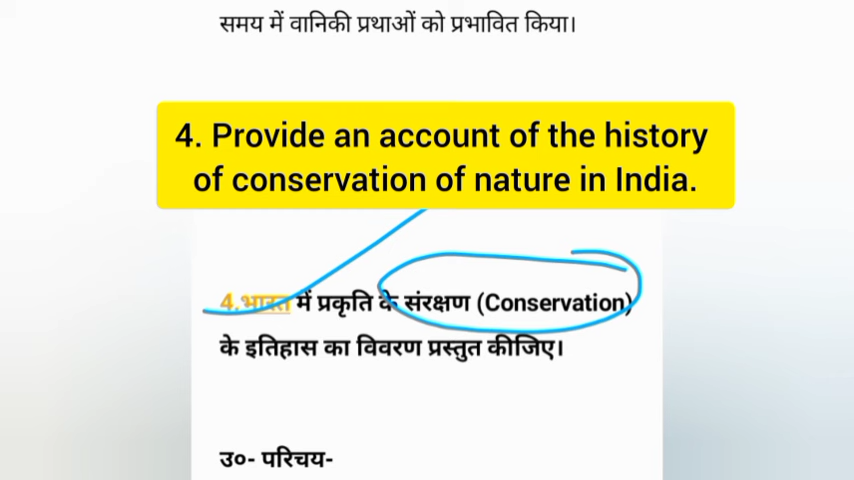 समय में वानिकी प्रथाओं को प्रभावित किया।
4. Provide an account of the history
of conservation of nature in India.
4.भारत में प्रकृति के संरक्षण (Conservation)
के इतिहास का विवरण प्रस्तुत कीजिए।
उ०- परिचय-